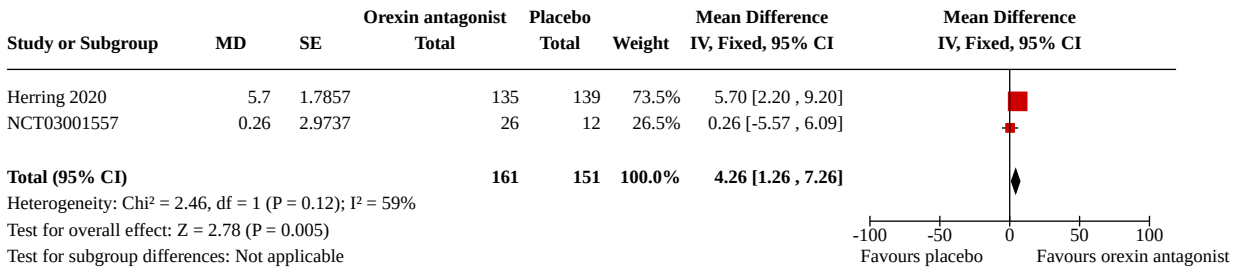 Orexin antagonist Placebo Mean Difference Mean Difference
Study or Subgroup MD SE Total Total Weight IV, Fixed, 95% CI IV, Fixed, 95% CI
Herring 2020 5.7 1.7857 135 139 73.5% 5.70 [2.20 , 9.20]
NCT03001557 0.26 2.9737 26 12 26.5% 0.26 [-5.57 , 6.09]
Total (95% CI) 161 151 100.0% 4.26 [1.26 , 7.26]
Heterogeneity: Chi² = 2.46, df = 1 (P = 0.12); I² = 59%
Test for overall effect: Z = 2.78 (P = 0.005)
-100 -50 0 50 100
Test for subgroup differences: Not applicable Favours placebo Favours orexin antagonist